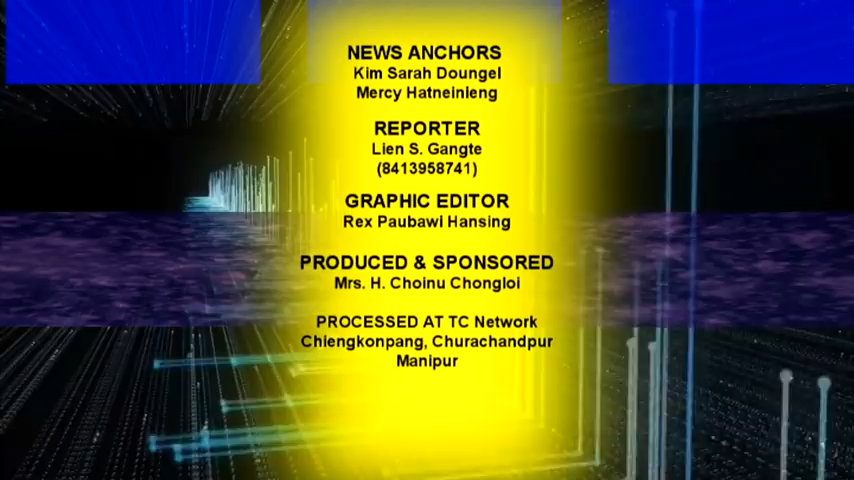 NEWS ANCHORS
Kim Sarah Doungel
Mercy Hatneinleng
REPORTER
Lien S. Gangte
(8413958741)
GRAPHIC EDITOR
Rex Paubawi Hansing
PRODUCED & SPONSORED
Mrs. H. Choinu Chongloi
PROCESSED AT TC Network
Chiengkonpang, Churachandpur
Manipur